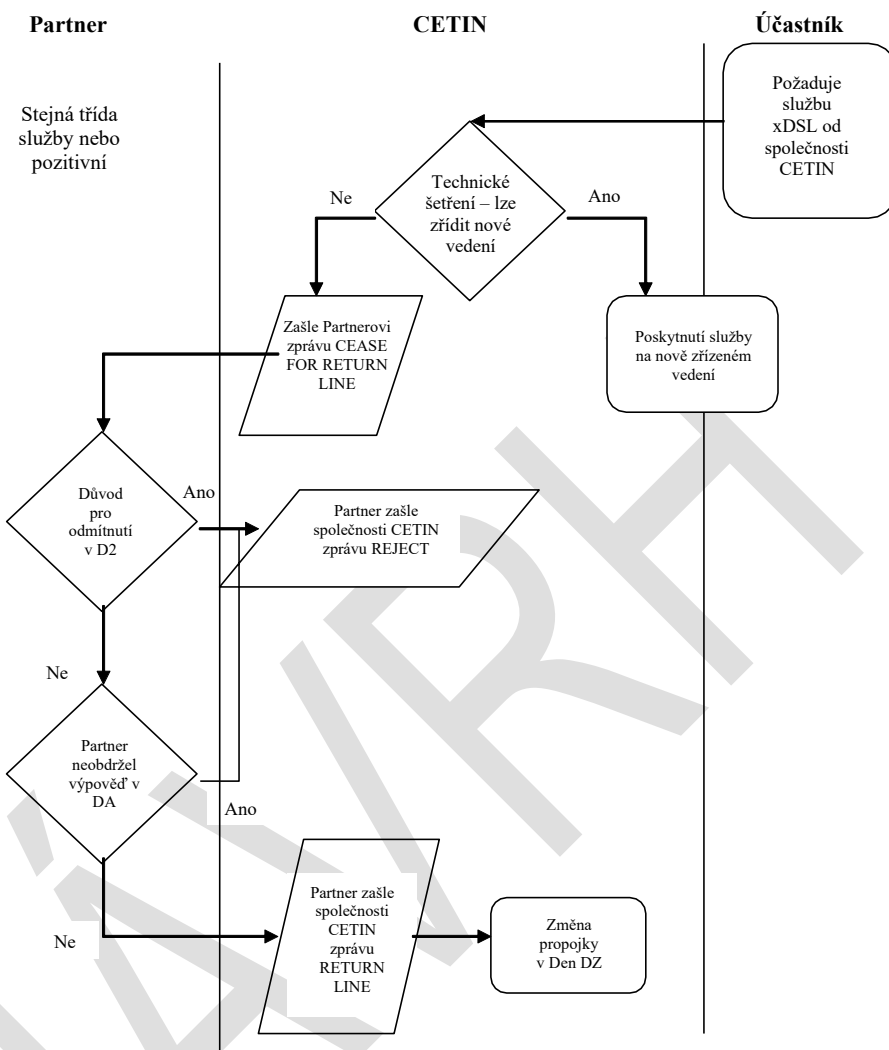 Partner
CETIN
Účastník
Stejná třída
služby nebo
pozitivní
Požaduje
službu
xDSL od
společnosti
CETIN
Technické
šetření – lze
zřídit nové
vedení
Ne
Ano
Zašle Partnerovi
zprávu CEASE
FOR RETURN
LINE
Poskytnutí služby
na nově zřízeném
vedení
Důvod
pro
odmítnutí
v D2
Ano
Partner zašle
společnosti CETIN
zprávu REJECT
Ne
Partner
neobdržel
výpověď v
DA
Ano
Partner zašle
společnosti
CETIN
zprávu
RETURN
LINE
Změna
propojky
v Den DZ
Ne
NÁVRH